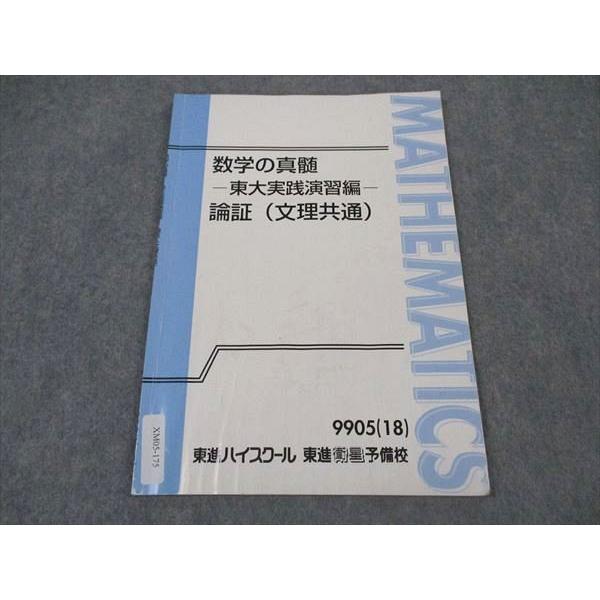 数学の真髄
―東大実践演習編―
論証（文理共通）
MATHEMATICS
9905(18)
東進ハイスクール 東進衛星予備校
XM05-175